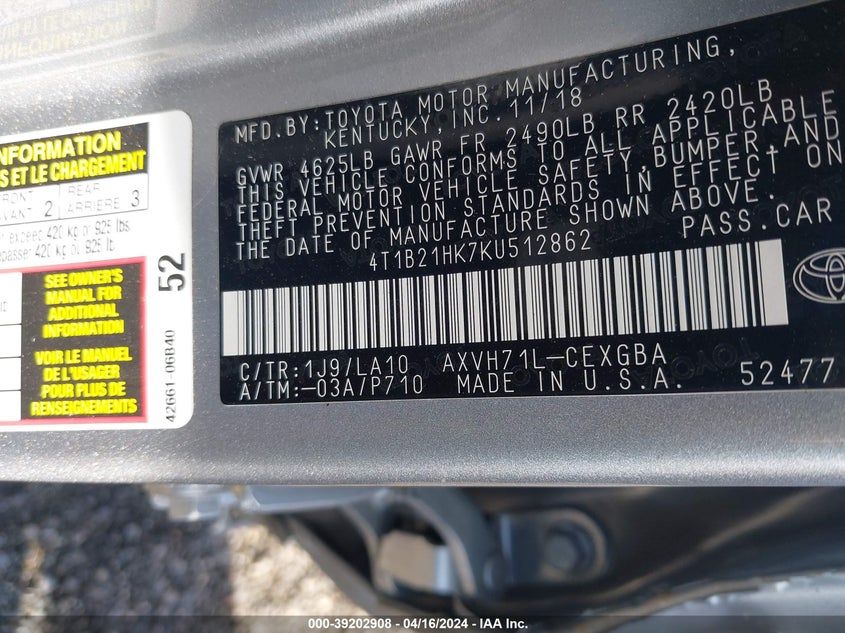 NFORMATION
S ET LE CHARGEMENT
FRONT
VANT 2
REAR
ARRIERE 3
exceed 420 kg or 925 lbs.
passer 420 kg ou 925 lb.
SEE OWNER'S
MANUAL FOR
ADDITIONAL
INFORMATION
VOIR LE MANUEL
DE L'USAGER
POUR PLUS DE
RENSEIGNEMENTS
42661-06B40
52
MFD.BY:TOYOTA MOTOR MANUFACTURING,
KENTUCKY, INC. 11/18
GVWR 4625LB GAWR FR 2490LB RR 2420LB
THIS VEHICLE CONFORMS TO ALL APPLICABLE
FEDERAL MOTOR VEHICLE SAFETY,BUMPER,AND
THEFT PREVENTION STANDARDS IN EFFECT ON
THE DATE OF MANUFACTURE SHOWN ABOVE.
4T1B21HK7KU512862 PASS.CAR
C/TR:1J9/LA10 AXVH71L-CEXGBA
A/TM:-03A/P710 MADE IN U.S.A. 52477
TOYOTA
000-39202908 - 04/16/2024 - IAA Inc.